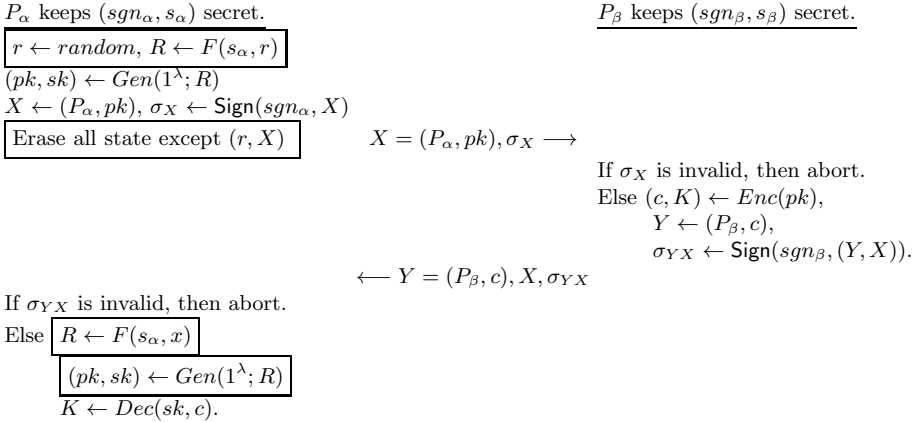 P_α keeps (sgn_α, s_α) secret.
P_β keeps (sgn_β, s_β) secret.
r ← random, R ← F(s_α, r)
(pk, sk) ← Gen(1^λ; R)
X ← (P_α, pk), σ_X ← Sign(sgn_α, X)
Erase all state except (r, X)
X = (P_α, pk), σ_X ⟶
If σ_X is invalid, then abort.
Else (c, K) ← Enc(pk),
Y ← (P_β, c),
σ_YX ← Sign(sgn_β, (Y, X)).
⟵ Y = (P_β, c), X, σ_YX
If σ_YX is invalid, then abort.
Else R ← F(s_α, x)
(pk, sk) ← Gen(1^λ; R)
K ← Dec(sk, c).